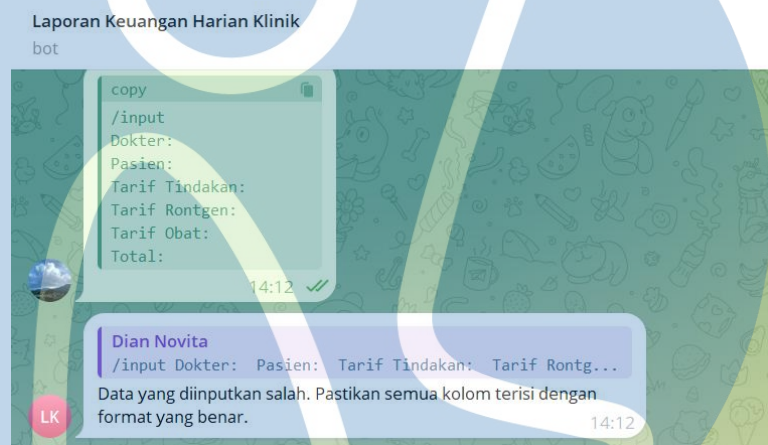 Laporan Keuangan Harian Klinik
bot
copy
/input
Dokter:
Pasien:
Tarif Tindakan:
Tarif Rontgen:
Tarif Obat:
Total:
14:12
Dian Novita
/input Dokter: Pasien: Tarif Tindakan: Tarif Rontg...
Data yang diinputkan salah. Pastikan semua kolom terisi dengan
format yang benar.
14:12
LK